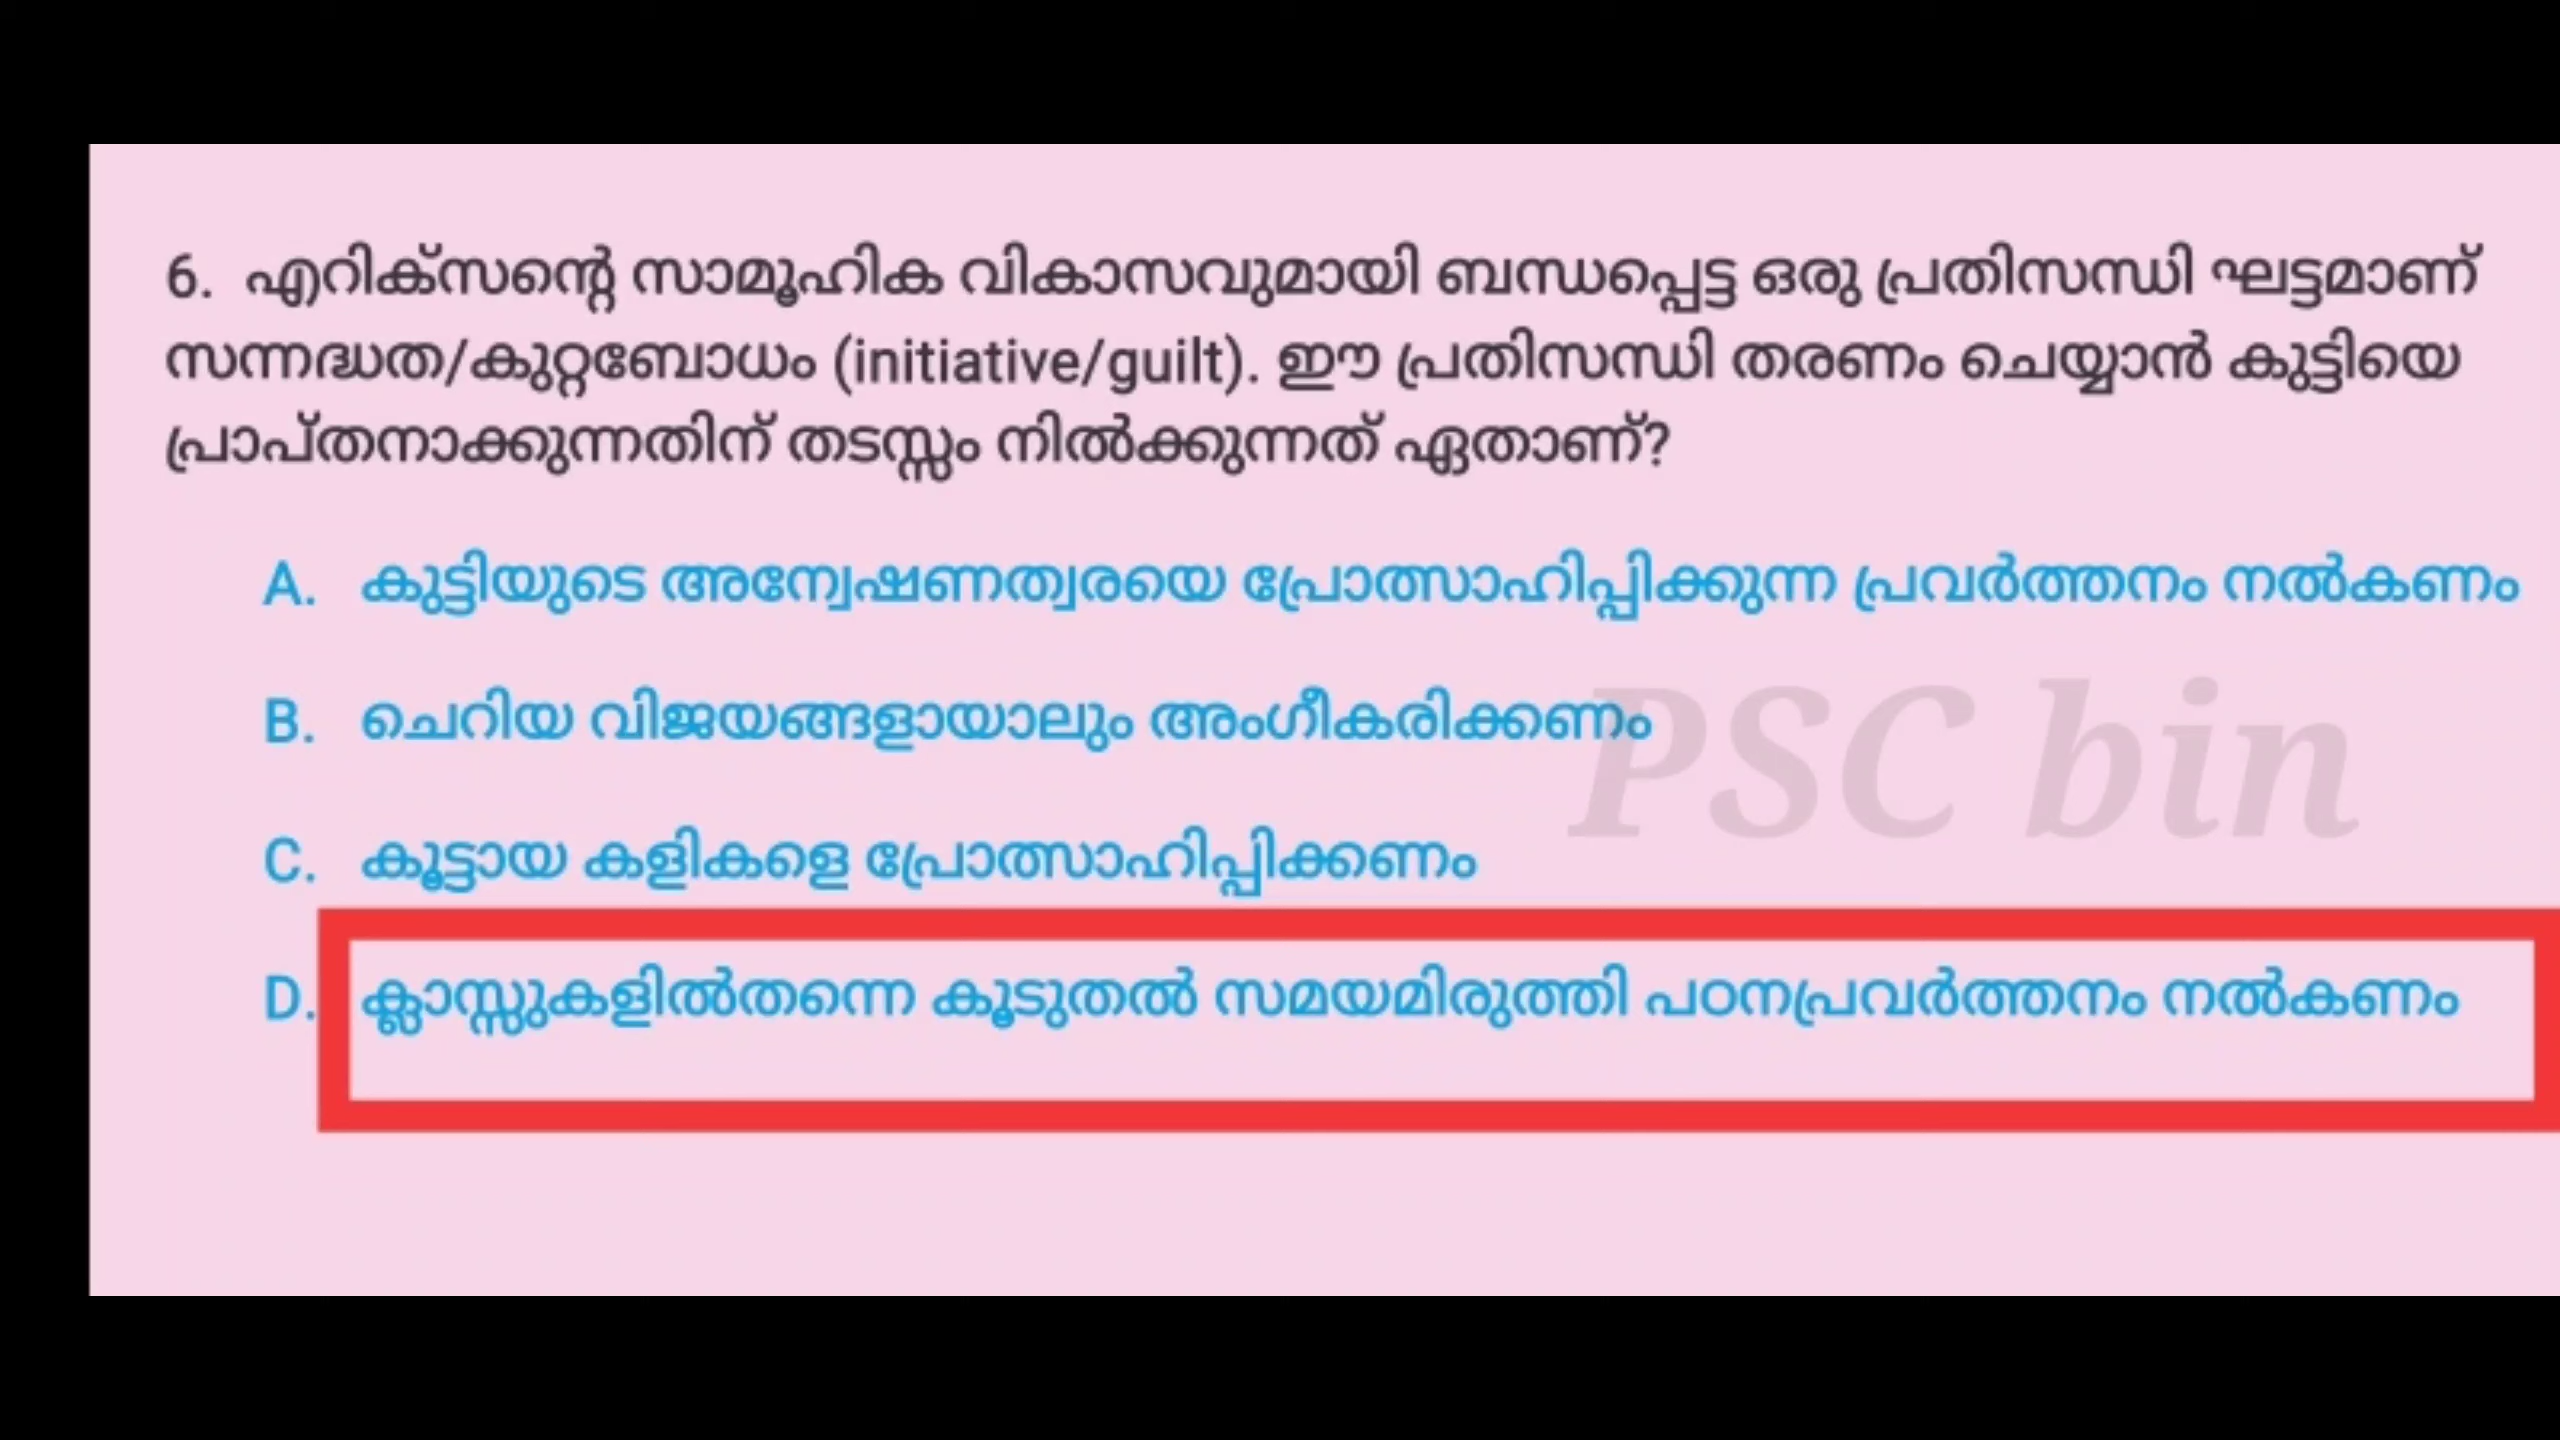 6. എറിക്സന്റെ സാമൂഹിക വികാസവുമായി ബന്ധപ്പെട്ട ഒരു പ്രതിസന്ധി ഘട്ടമാണ്
സന്നദ്ധത/കുറ്റബോധം (initiative/guilt). ഈ പ്രതിസന്ധി തരണം ചെയ്യാൻ കുട്ടിയെ
പ്രാപ്തനാക്കുന്നതിന് തടസ്സം നിൽക്കുന്നത് ഏതാണ്?
A. കുട്ടിയുടെ അന്വേഷണത്വരയെ പ്രോത്സാഹിപ്പിക്കുന്ന പ്രവർത്തനം നൽകണം
B. ചെറിയ വിജയങ്ങളായാലും അംഗീകരിക്കണം
PSC bin
C. കൂട്ടായ കളികളെ പ്രോത്സാഹിപ്പിക്കണം
D. ക്ലാസ്സുകളിൽതന്നെ കൂടുതൽ സമയമിരുത്തി പഠനപ്രവർത്തനം നൽകണം